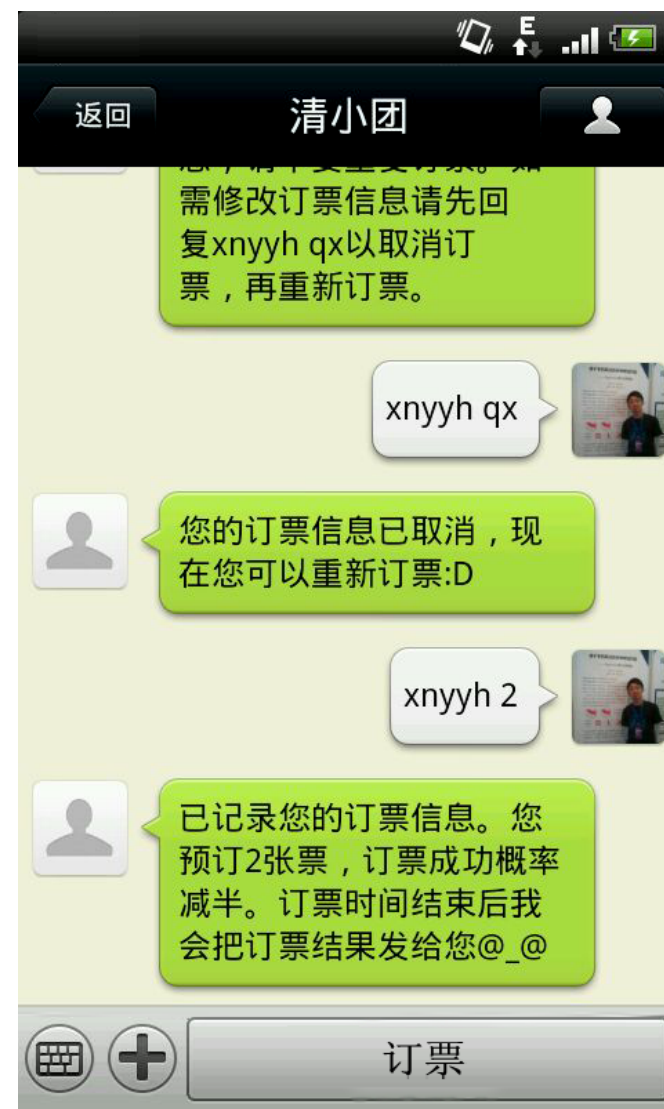 E
返回
清小团
需修改订票信息请先回
复xnyyh qx以取消订
票，再重新订票。
xnyyh qx
您的订票信息已取消，现
在您可以重新订票:D
xnyyh 2
已记录您的订票信息。您
预订2张票，订票成功概率
减半。订票时间结束后我
会把订票结果发给您@_@
订票